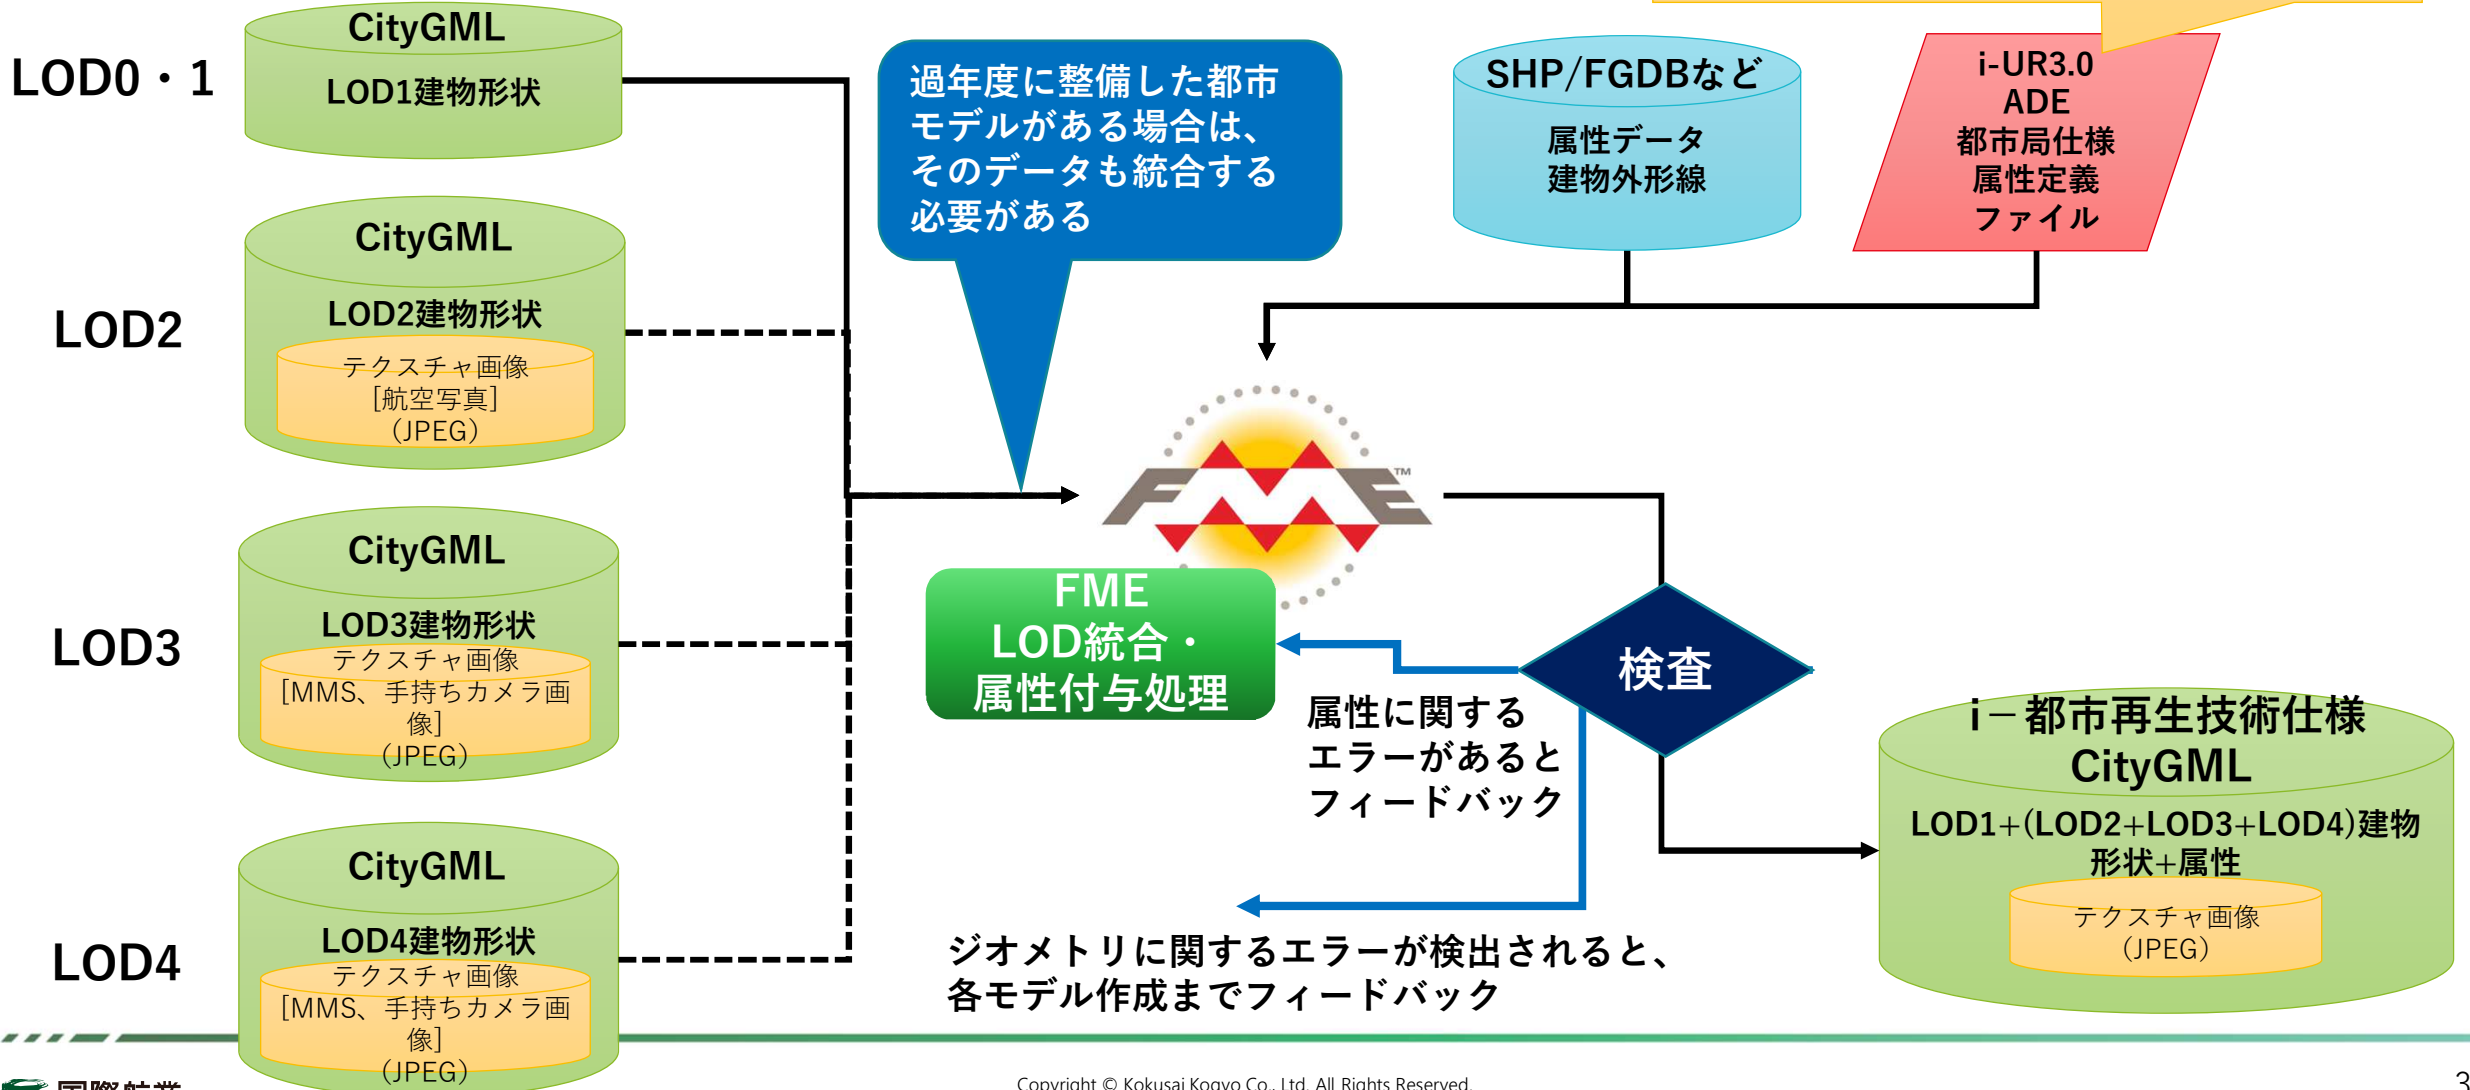 LOD0・1
CityGML
LOD1建物形状
LOD2
CityGML
LOD2建物形状
テクスチャ画像
[航空写真]
(JPEG)
LOD3
CityGML
LOD3建物形状
テクスチャ画像
[MMS、手持ちカメラ画
像]
(JPEG)
LOD4
CityGML
LOD4建物形状
テクスチャ画像
[MMS、手持ちカメラ画
像]
(JPEG)
過年度に整備した都市
モデルがある場合は、
そのデータも統合する
必要がある
SHP/FGDBなど
属性データ
建物外形線
i-UR3.0
ADE
都市局仕様
属性定義
ファイル
FME™
FME
LOD統合・
属性付与処理
検査
属性に関する
エラーがあると
フィードバック
ジオメトリに関するエラーが検出されると、
各モデル作成までフィードバック
i－都市再生技術仕様
CityGML
LOD1+(LOD2+LOD3+LOD4)建物
形状+属性
テクスチャ画像
(JPEG)
国際航業
Copyright © Kokusai Kogyo Co., Ltd. All Rights Reserved.
3